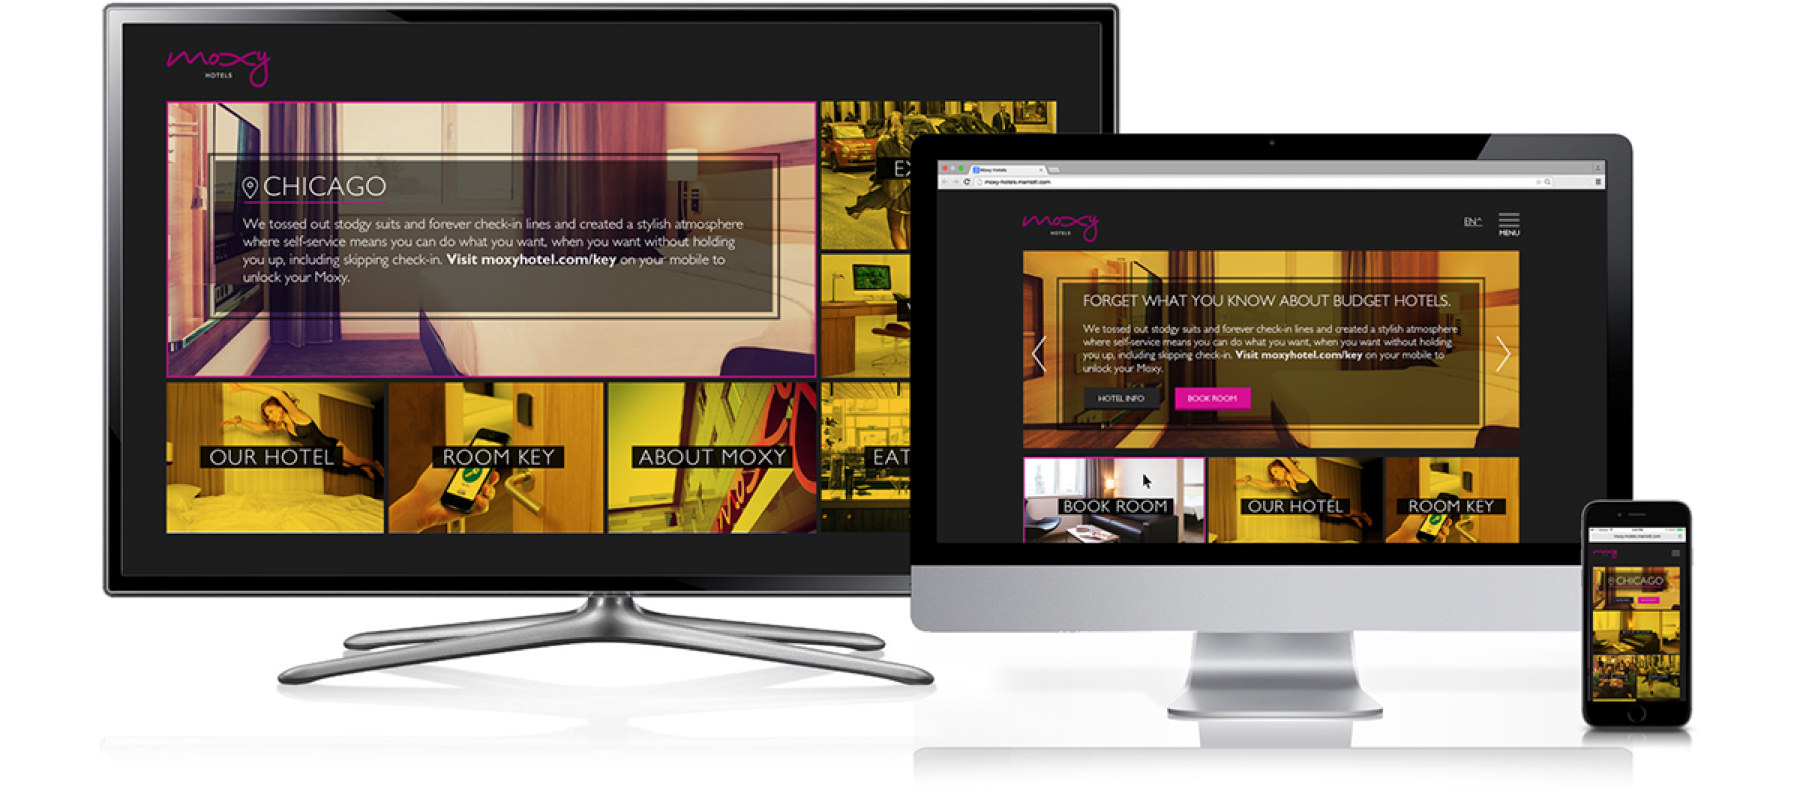 moxy
HOTELS
CHICAGO
We tossed out stodgy suits and forever check-in lines and created a stylish atmosphere
where self-service means you can do what you want, when you want without holding
you up, including skipping check-in. Visit moxyhotel.com/key on your mobile to
unlock your Moxy.
EX
OUR HOTEL
ROOM KEY
ABOUT MOXY
EAT
Moxy Hotels
moxy-hotels.marriott.com
moxy
HOTELS
EN^
MENU
FORGET WHAT YOU KNOW ABOUT BUDGET HOTELS.
We tossed out stodgy suits and forever check-in lines and created a stylish atmosphere
where self-service means you can do what you want, when you want without holding
you up, including skipping check-in. Visit moxyhotel.com/key on your mobile to
unlock your Moxy.
HOTEL INFO
BOOK ROOM
BOOK ROOM
OUR HOTEL
ROOM KEY
moxy-hotels.marriott.com
moxy
CHICAGO